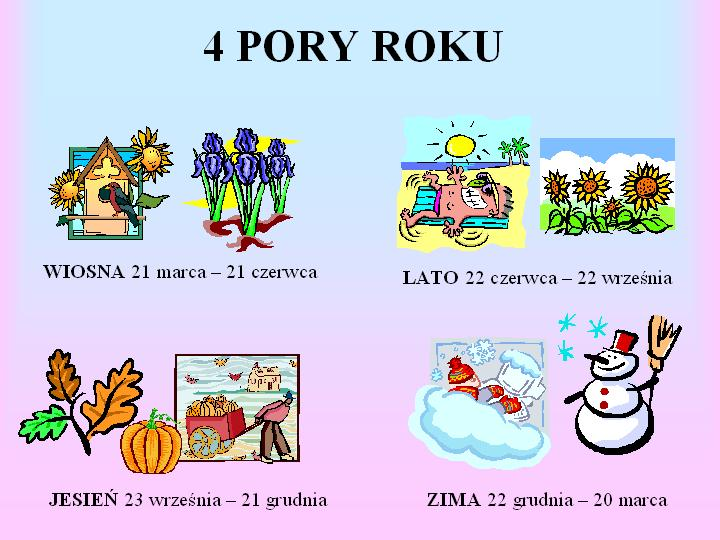 4 PORY ROKU
WIOSNA 21 marca – 21 czerwca
LATO 22 czerwca – 22 września
JESIEŃ 23 września – 21 grudnia
ZIMA 22 grudnia – 20 marca